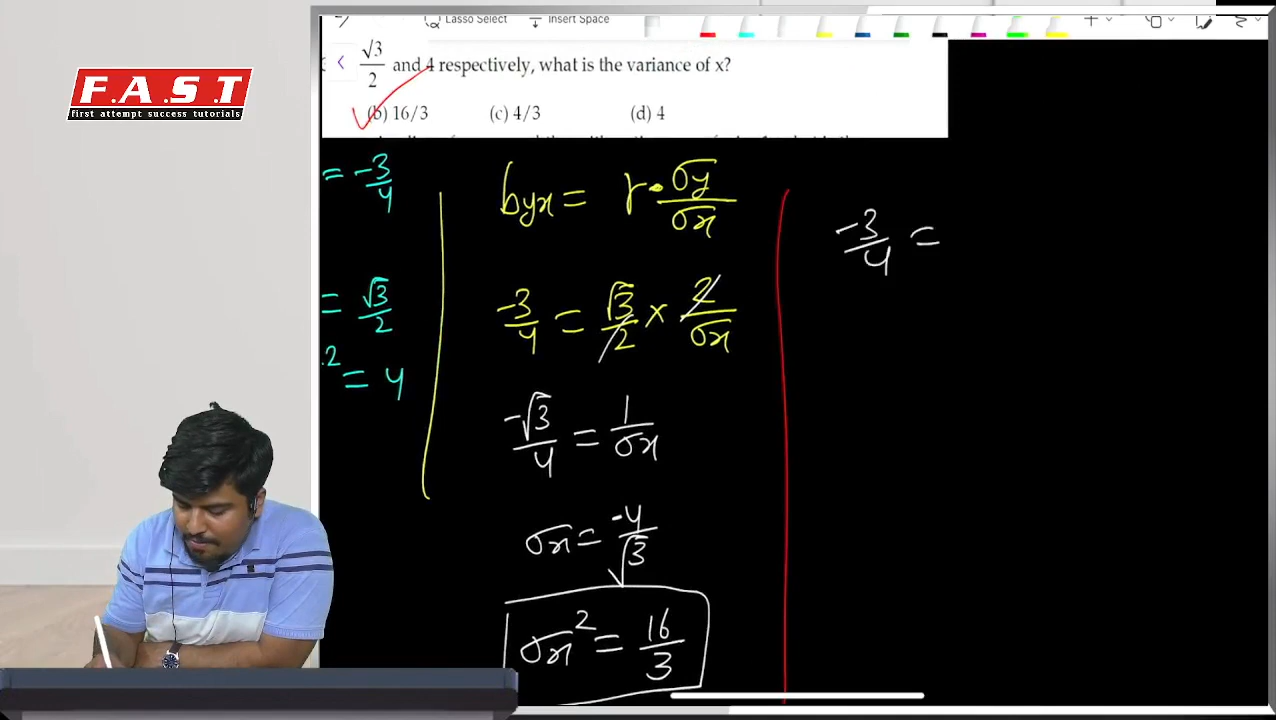 Lasso Select
Insert Space
F.A.S.T
first attempt success tutorials
√3/2 and 4 respectively, what is the variance of x?
(b) 16/3 (c) 4/3 (d) 4
= -3/4
= √3/2
2 = 4
byx = r · σy/σx
-3/4 = √3/2 × 2/σx
-√3/4 = 1/σx
σx = -4/√3
σx² = 16/3
-3/4 =